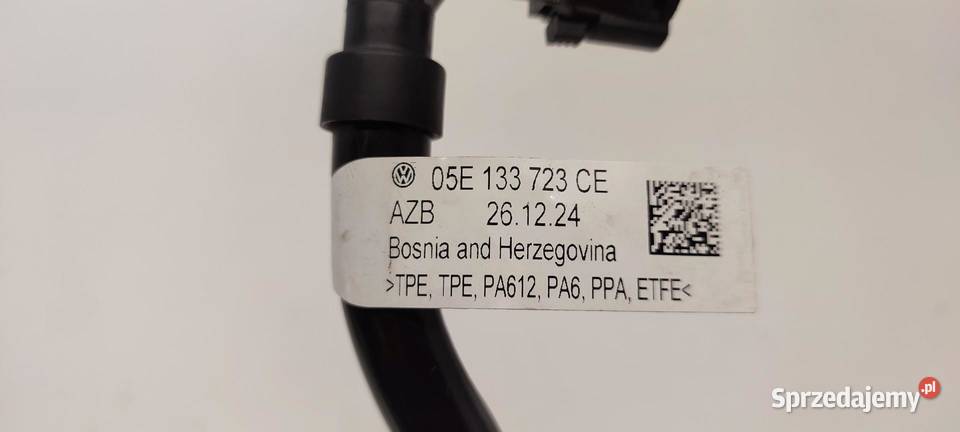 05E 133 723 CE
AZB 26.12.24
Bosnia and Herzegovina
>TPE, TPE, PA612, PA6, PPA, ETFE<
Sprzedajemy.pl